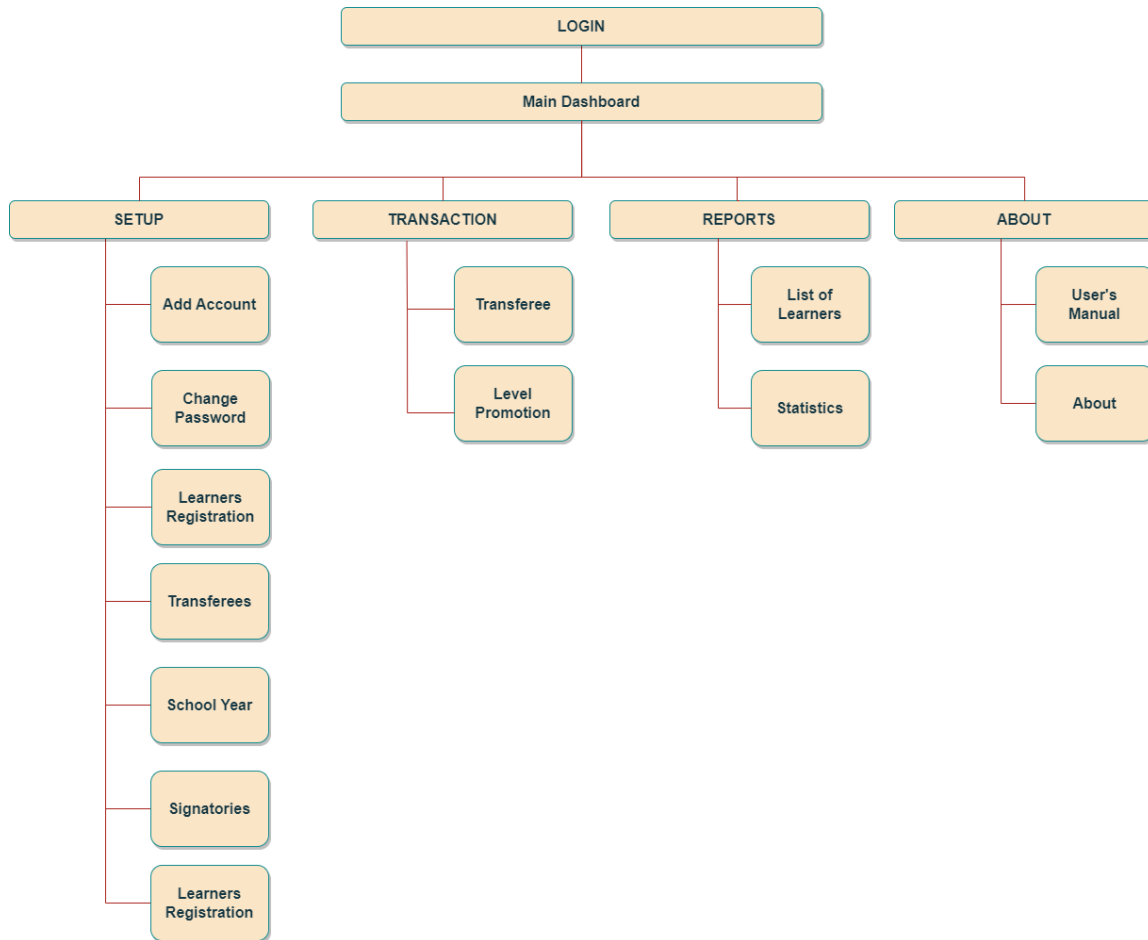 LOGIN
Main Dashboard
SETUP
TRANSACTION
REPORTS
ABOUT
Add Account
Change
Password
Learners
Registration
Transferees
School Year
Signatories
Learners
Registration
Transferee
Level
Promotion
List of
Learners
Statistics
User's
Manual
About